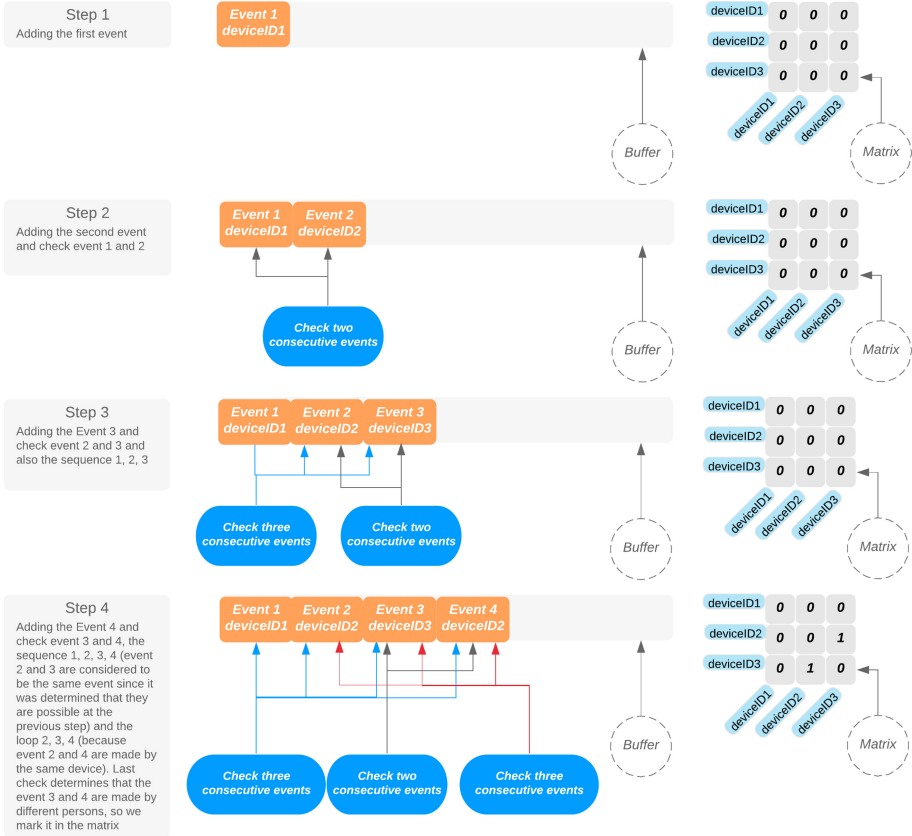 Step 1
Adding the first event
Event 1
deviceID1
Buffer
deviceID1
deviceID2
deviceID3
0 0 0
0 0 0
0 0 0
deviceID1
deviceID2
deviceID3
Matrix
Step 2
Adding the second event
and check event 1 and 2
Event 1
deviceID1
Event 2
deviceID2
Check two
consecutive events
Buffer
deviceID1
deviceID2
deviceID3
0 0 0
0 0 0
0 0 0
deviceID1
deviceID2
deviceID3
Matrix
Step 3
Adding the Event 3 and
check event 2 and 3 and
also the sequence 1, 2, 3
Event 1
deviceID1
Event 2
deviceID2
Event 3
deviceID3
Check three
consecutive events
Check two
consecutive events
Buffer
deviceID1
deviceID2
deviceID3
0 0 0
0 0 0
0 0 0
deviceID1
deviceID2
deviceID3
Matrix
Step 4
Adding the Event 4 and
check event 3 and 4, the
sequence 1, 2, 3, 4 (event
2 and 3 are considered to
be the same event since it
was determined that they
are possible at the
previous step) and the
loop 2, 3, 4 (because
event 2 and 4 are made by
the same device). Last
check determines that the
event 3 and 4 are made by
different persons, so we
mark it in the matrix
Event 1
deviceID1
Event 2
deviceID2
Event 3
deviceID3
Event 4
deviceID2
Check three
consecutive events
Check two
consecutive events
Check three
consecutive events
Buffer
deviceID1
deviceID2
deviceID3
0 0 0
0 0 1
0 1 0
deviceID1
deviceID2
deviceID3
Matrix